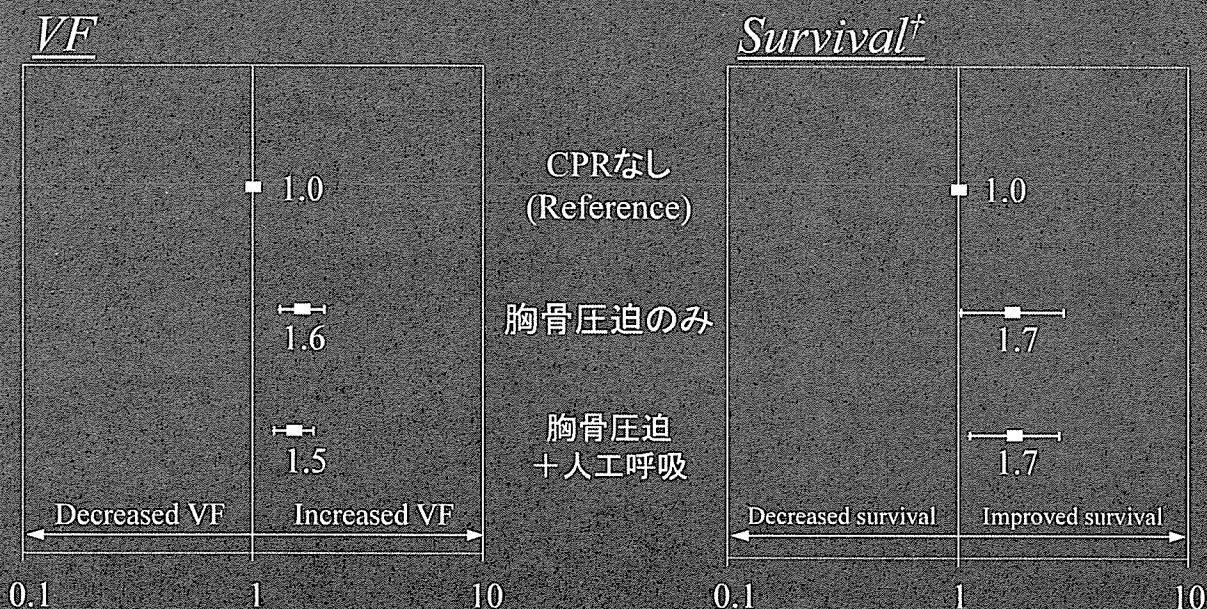 VF
Survival†
CPRなし
(Reference)
1.0
1.0
胸骨圧迫のみ
1.6
1.7
胸骨圧迫
+人工呼吸
1.5
1.7
Decreased VF
Increased VF
Decreased survival
Improved survival
0.1
1
10
0.1
1
10